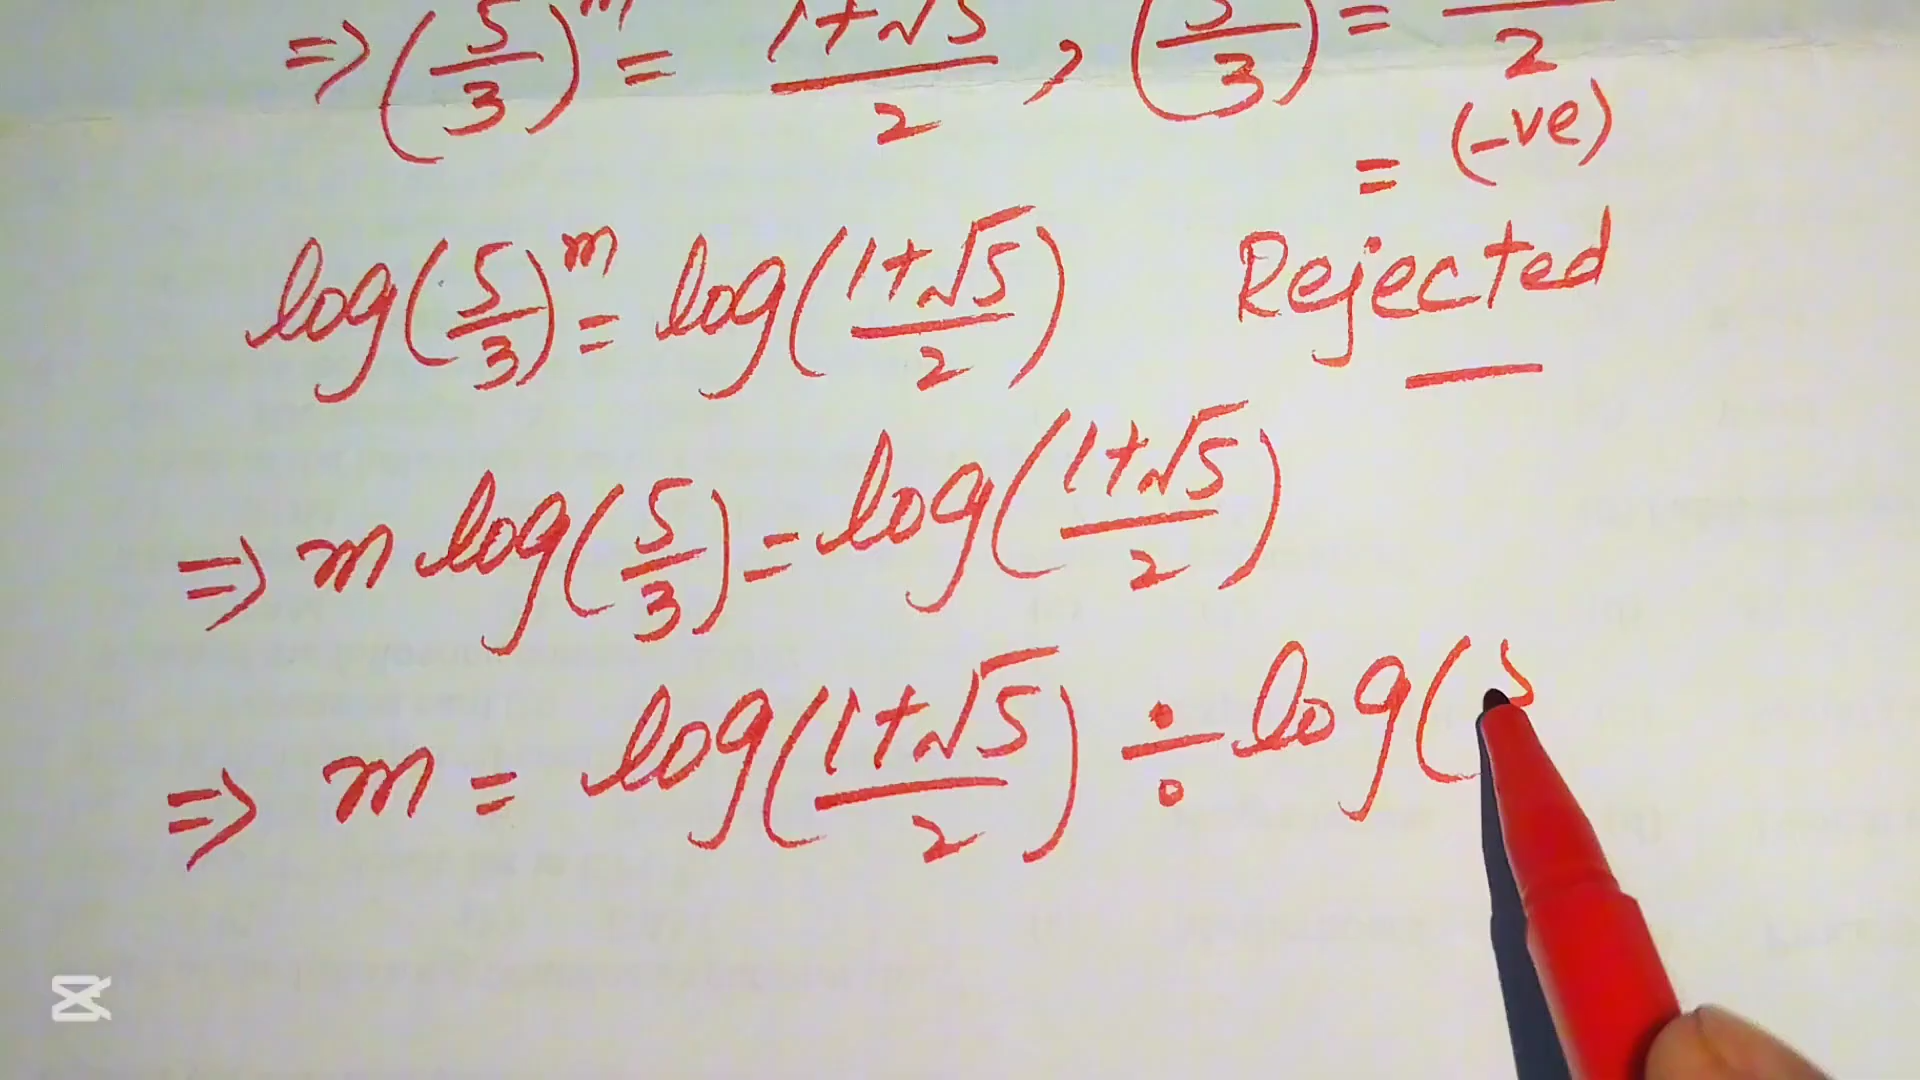 => (5/3)^m = (1+√5)/2 , (5/3) = /2
= (-ve)
log(5/3)^m = log((1+√5)/2) Rejected
=> m log(5/3) = log((1+√5)/2)
=> m = log((1+√5)/2) ÷ log(5